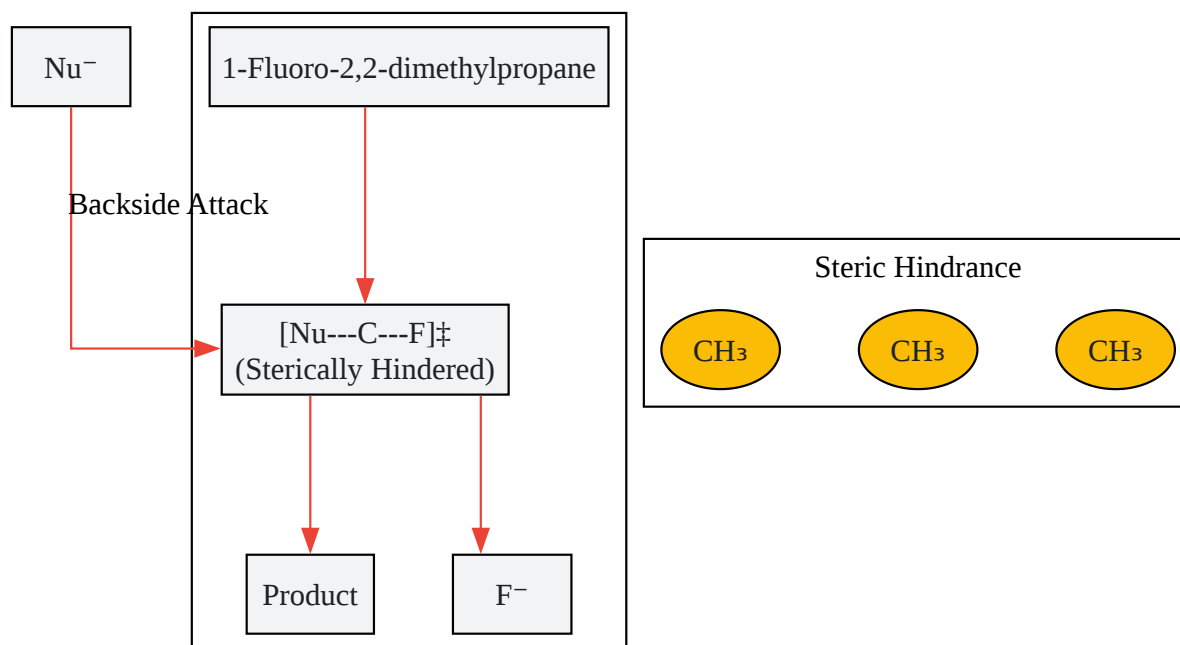 Nu⁻
1-Fluoro-2,2-dimethylpropane
Backside Attack
Steric Hindrance
[Nu---C---F]‡
(Sterically Hindered)
CH₃
CH₃
CH₃
Product
F⁻